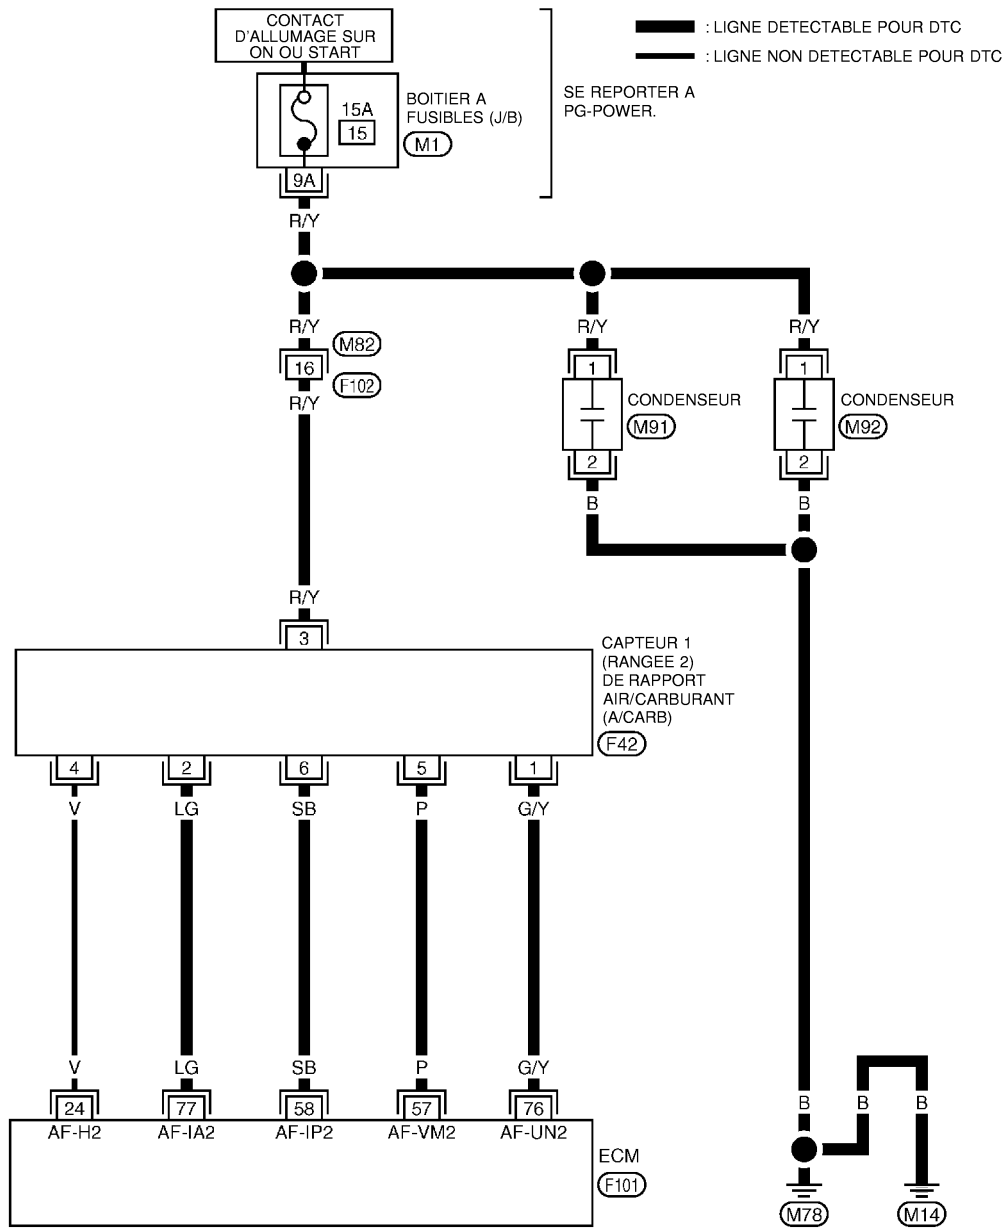 CONTACT
D'ALLUMAGE SUR
ON OU START
: LIGNE DETECTABLE POUR DTC
: LIGNE NON DETECTABLE POUR DTC
15A
15
BOITIER A
FUSIBLES (J/B)
M1
SE REPORTER A
PG-POWER.
9A
R/Y
R/Y
R/Y
R/Y
M82
16
F102
R/Y
1
1
CONDENSEUR
M91
CONDENSEUR
M92
2
2
B
B
R/Y
3
CAPTEUR 1
(RANGEE 2)
DE RAPPORT
AIR/CARBURANT
(A/CARB)
F42
4
2
6
5
1
V
LG
SB
P
G/Y
V
LG
SB
P
G/Y
24
77
58
57
76
AF-H2
AF-IA2
AF-IP2
AF-VM2
AF-UN2
ECM
F101
B
B
B
M78
M14